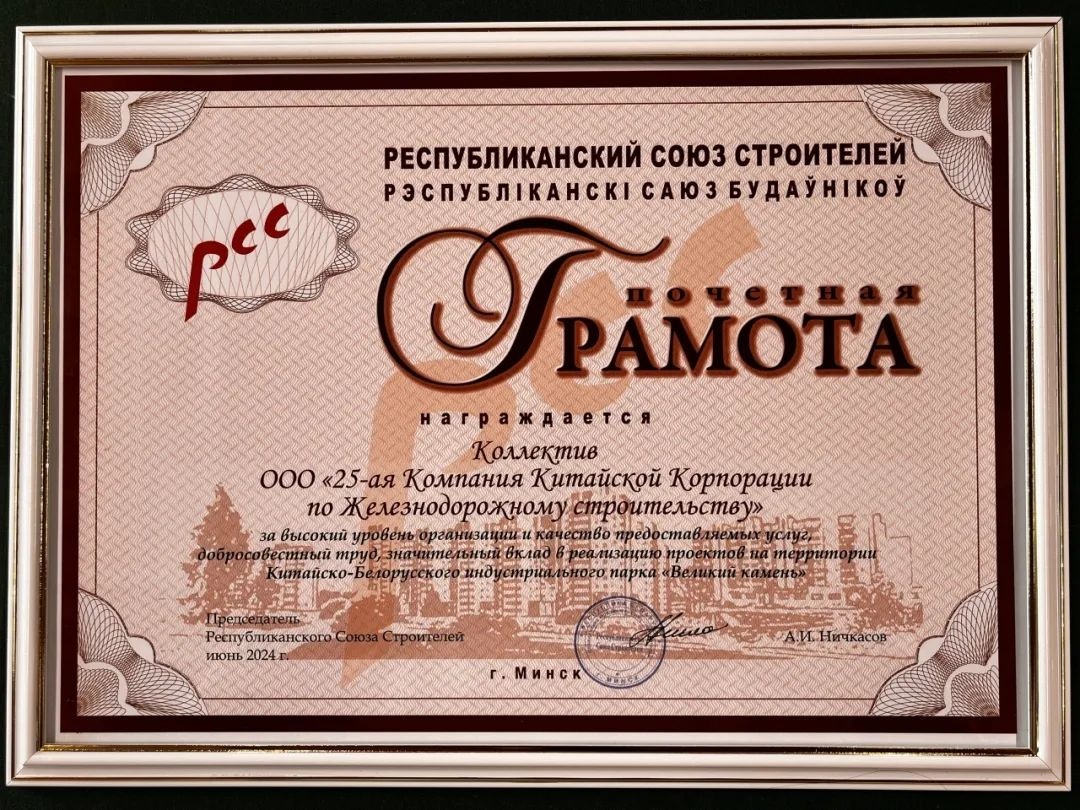 РЕСПУБЛИКАНСКИЙ СОЮЗ СТРОИТЕЛЕЙ
РЭСПУБЛІКАНСКІ САЮЗ БУДАЎНІКОЎ
рсс
почетная
ГРАМОТА
награждается
Коллектив
ООО «25-ая Компания Китайской Корпорации
по Железнодорожному строительству»
за высокий уровень организации и качество предоставляемых услуг,
добросовестный труд, значительный вклад в реализацию проектов на территории
Китайско-Белорусского индустриального парка «Великий камень»
Председатель
Республиканского Союза Строителей
А.И. Ничкасов
июнь 2024 г.
г. Минск